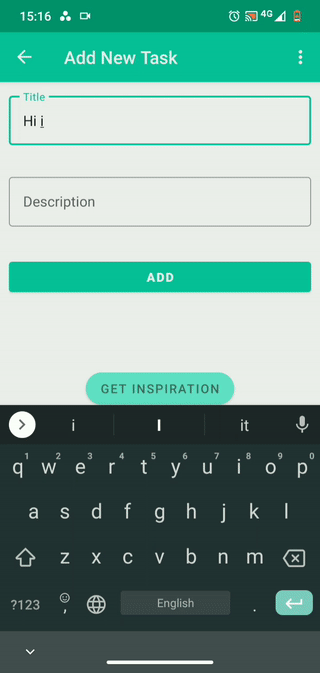 15:16 4G
Add New Task
Title
Hi i
Description
ADD
GET INSPIRATION
i I it
1 2 3 4 5 6 7 8 9 0
q w e r t y u i o p
a s d f g h j k l
z x c v b n m
?123 , English .